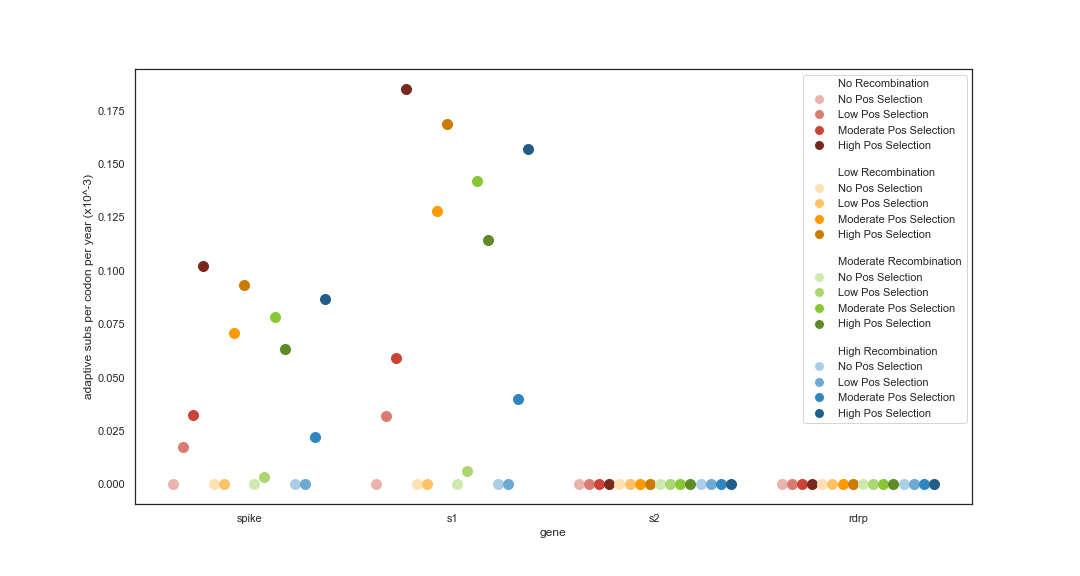 No Recombination
No Pos Selection
Low Pos Selection
Moderate Pos Selection
High Pos Selection
Low Recombination
No Pos Selection
Low Pos Selection
Moderate Pos Selection
High Pos Selection
Moderate Recombination
No Pos Selection
Low Pos Selection
Moderate Pos Selection
High Pos Selection
High Recombination
No Pos Selection
Low Pos Selection
Moderate Pos Selection
High Pos Selection
adaptive subs per codon per year (x10^-3)
0.175
0.150
0.125
0.100
0.075
0.050
0.025
0.000
spike s1 s2 rdrp
gene